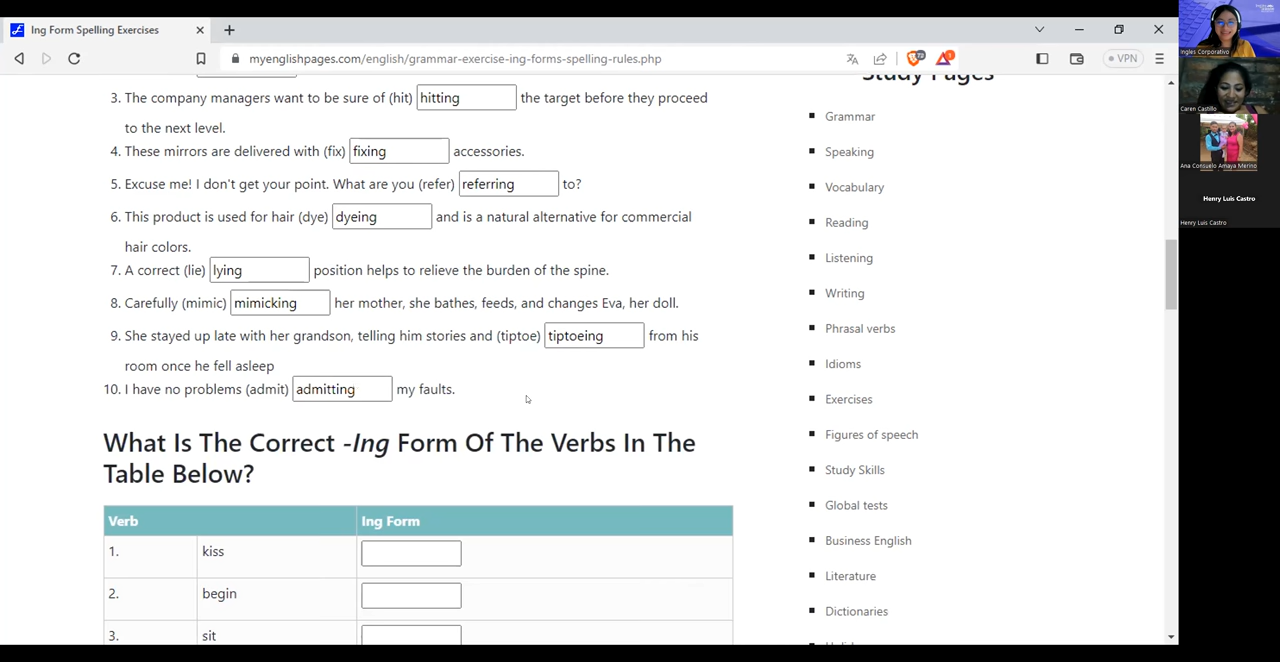 Ing Form Spelling Exercises
myenglishpages.com/english/grammar-exercise-ing-forms-spelling-rules.php
VPN
Study Pages
3. The company managers want to be sure of (hit) hitting the target before they proceed
to the next level.
4. These mirrors are delivered with (fix) fixing accessories.
5. Excuse me! I don't get your point. What are you (refer) referring to?
6. This product is used for hair (dye) dyeing and is a natural alternative for commercial
hair colors.
7. A correct (lie) lying position helps to relieve the burden of the spine.
8. Carefully (mimic) mimicking her mother, she bathes, feeds, and changes Eva, her doll.
9. She stayed up late with her grandson, telling him stories and (tiptoe) tiptoeing from his
room once he fell asleep
10. I have no problems (admit) admitting my faults.
What Is The Correct -Ing Form Of The Verbs In The
Table Below?
Verb Ing Form
1. kiss
2. begin
3. sit
Grammar
Speaking
Vocabulary
Reading
Listening
Writing
Phrasal verbs
Idioms
Exercises
Figures of speech
Study Skills
Global tests
Business English
Literature
Dictionaries
Ingles Corporativo
Caren Castillo
Ana Consuelo Amaya Merino
Henry Luis Castro
Henry Luis Castro